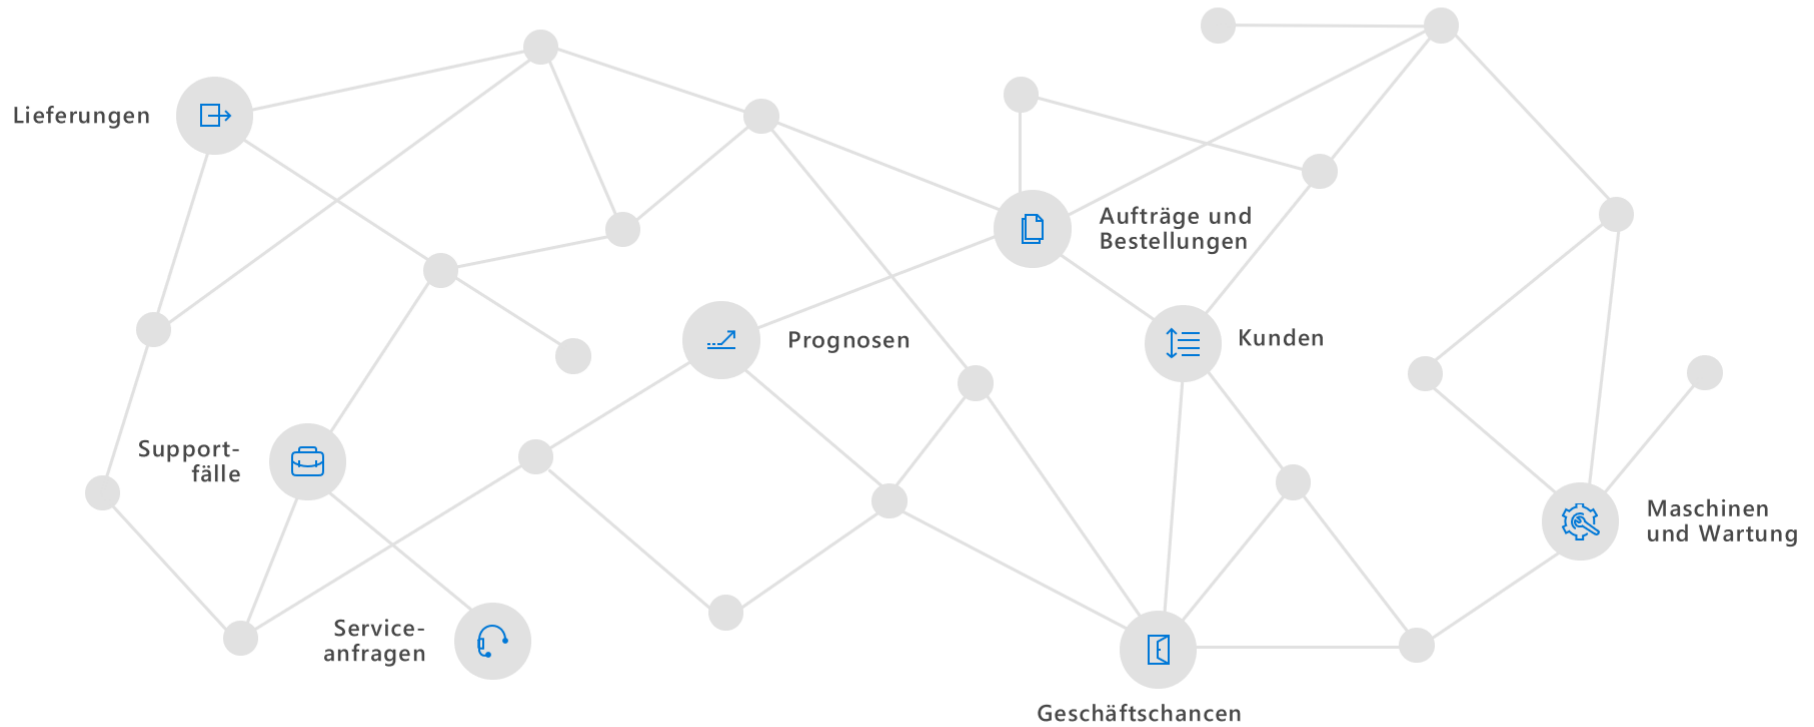 Lieferungen
Aufträge und
Bestellungen
Prognosen
Kunden
Support-
fälle
Maschinen
und Wartung
Service-
anfragen
Geschäftschancen